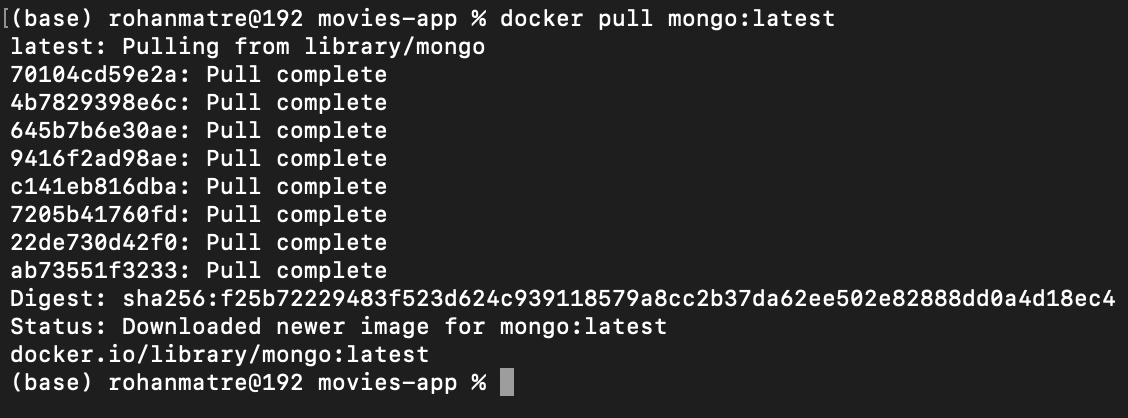 [(base) rohanmatre@192 movies-app % docker pull mongo:latest
latest: Pulling from library/mongo
70104cd59e2a: Pull complete
4b7829398e6c: Pull complete
645b7b6e30ae: Pull complete
9416f2ad98ae: Pull complete
c141eb816dba: Pull complete
7205b41760fd: Pull complete
22de730d42f0: Pull complete
ab73551f3233: Pull complete
Digest: sha256:f25b72229483f523d624c939118579a8cc2b37da62ee502e82888dd0a4d18ec4
Status: Downloaded newer image for mongo:latest
docker.io/library/mongo:latest
(base) rohanmatre@192 movies-app %